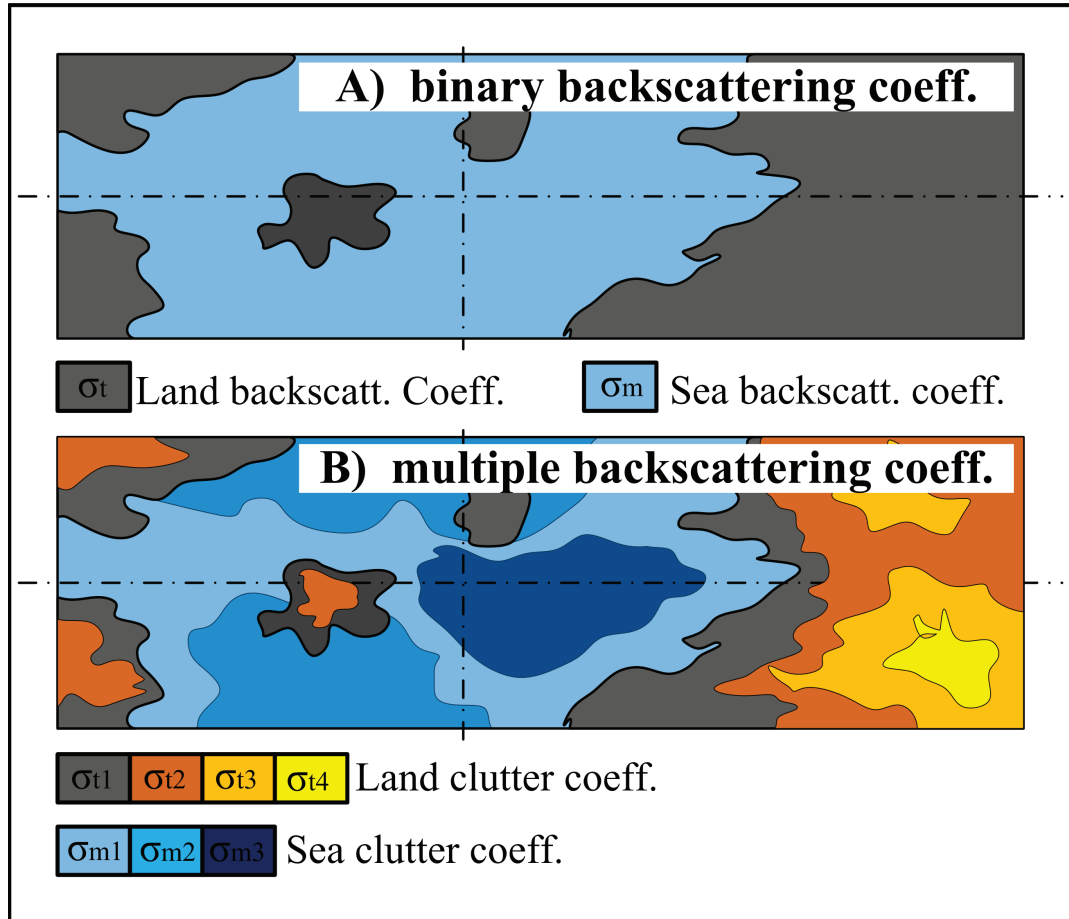 A) binary backscattering coeff.
σt Land backscatt. Coeff. σm Sea backscatt. coeff.
B) multiple backscattering coeff.
σt1 σt2 σt3 σt4 Land clutter coeff.
σm1 σm2 σm3 Sea clutter coeff.